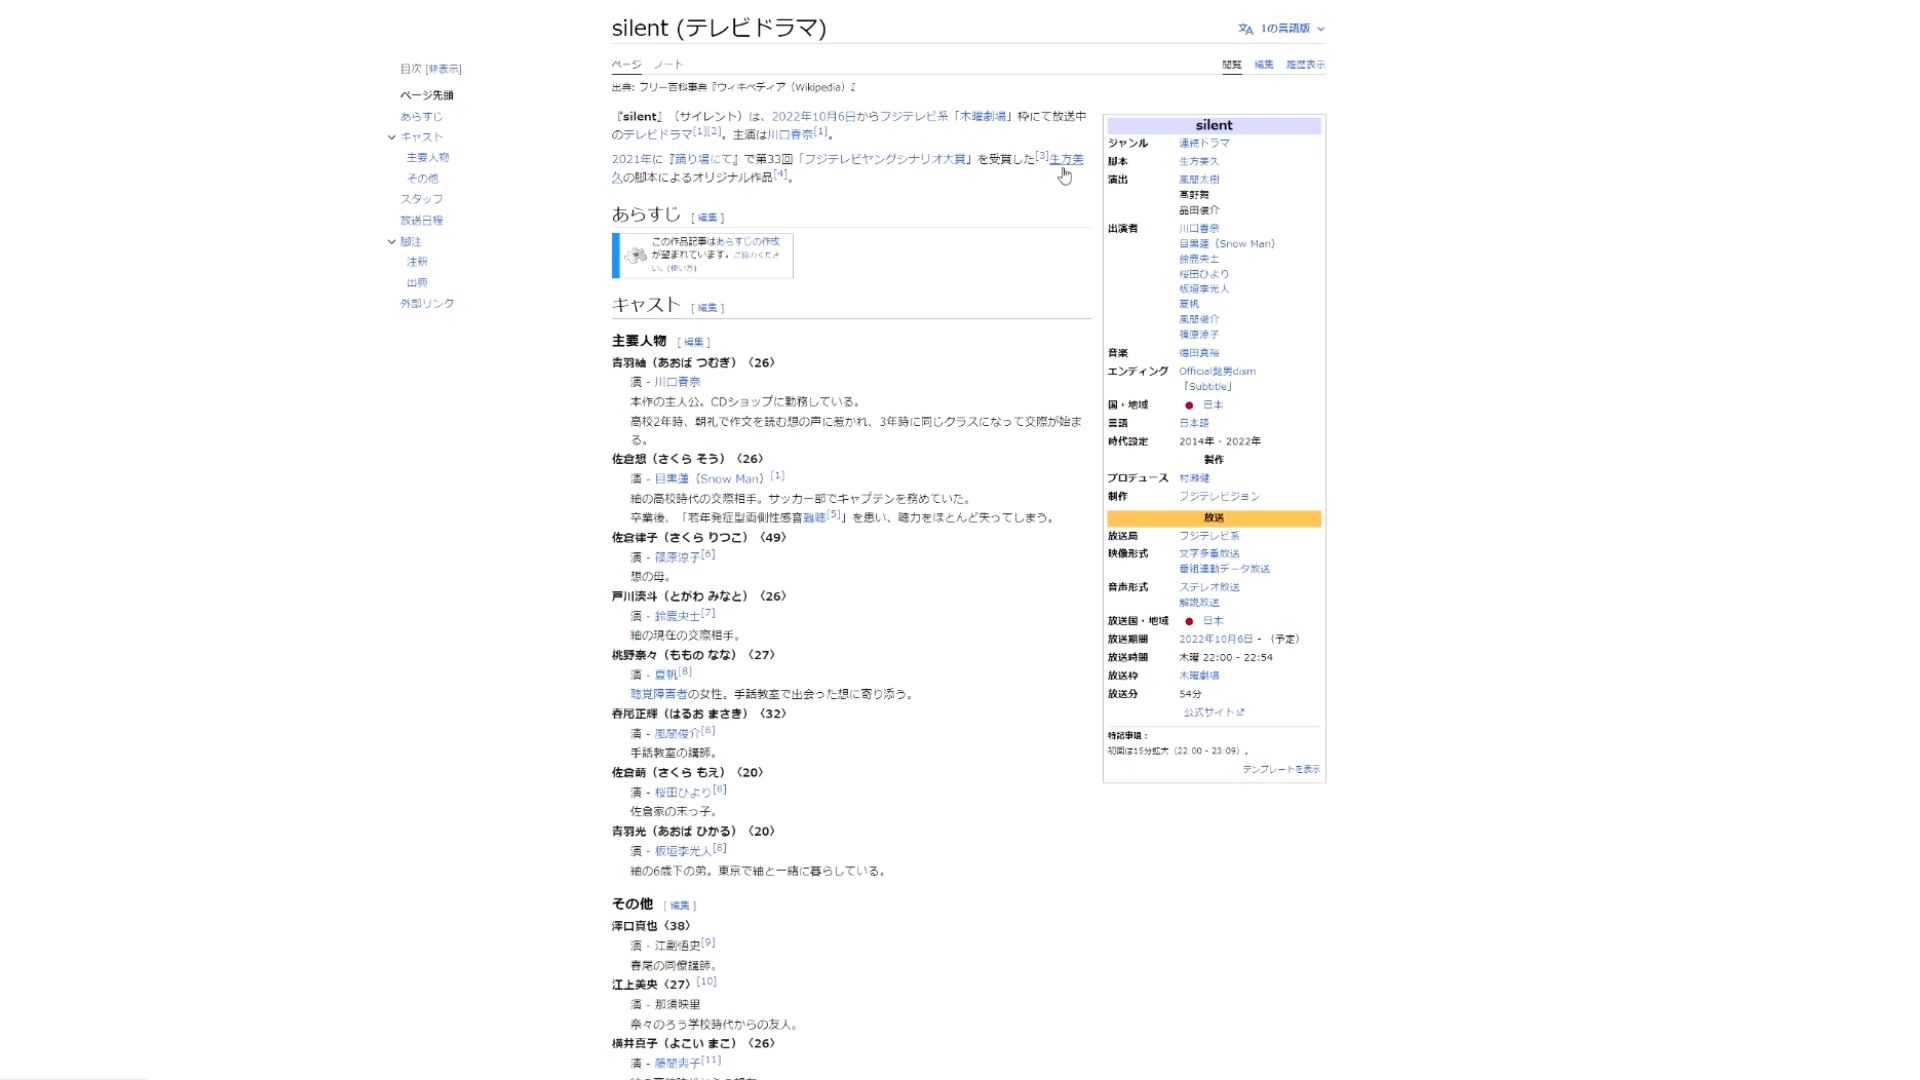 silent (テレビドラマ)
1の言語版
ページ ノート
閲覧 編集 履歴表示
目次 [非表示]
ページ先頭
あらすじ
キャスト
主要人物
その他
スタッフ
放送日程
脚注
注釈
出典
外部リンク
出典: フリー百科事典『ウィキペディア（Wikipedia）』
『silent』（サイレント）は、2022年10月6日からフジテレビ系「木曜劇場」枠にて放送中
のテレビドラマ[1][2]。主演は川口春奈[1]。
2021年に『踊り場にて』で第33回「フジテレビヤングシナリオ大賞」を受賞した[3]生方美
久の脚本によるオリジナル作品[4]。
あらすじ [編集]
この作品記事はあらすじの作成
が望まれています。ご協力くださ
い。(使い方)
キャスト [編集]
主要人物 [編集]
青羽紬（あおば つむぎ）〈26〉
演 - 川口春奈
本作の主人公。CDショップに勤務している。
高校2年時、朝礼で作文を読む想の声に惹かれ、3年時に同じクラスになって交際が始ま
る。
佐倉想（さくら そう）〈26〉
演 - 目黒蓮（Snow Man）[1]
紬の高校時代の交際相手。サッカー部でキャプテンを務めていた。
卒業後、「若年発症型両側性感音難聴[5]」を患い、聴力をほとんど失ってしまう。
佐倉律子（さくら りつこ）〈49〉
演 - 篠原涼子[6]
想の母。
戸川湊斗（とがわ みなと）〈26〉
演 - 鈴鹿央士[7]
紬の現在の交際相手。
桃野奈々（ももの なな）〈27〉
演 - 夏帆[8]
聴覚障害者の女性。手話教室で出会った想に寄り添う。
春尾正輝（はるお まさき）〈32〉
演 - 風間俊介[8]
手話教室の講師。
佐倉萌（さくら もえ）〈20〉
演 - 桜田ひより[8]
佐倉家の末っ子。
青羽光（あおば ひかる）〈20〉
演 - 板垣李光人[8]
紬の6歳下の弟。東京で紬と一緒に暮らしている。
その他 [編集]
澤口真也〈38〉
演 - 江副悟史[9]
春尾の同僚講師。
江上美央〈27〉[10]
演 - 那須映里
奈々のろう学校時代からの友人。
横井真子（よこい まこ）〈26〉
演 - 藤間爽子[11]
silent
ジャンル 連続ドラマ
脚本 生方美久
演出 風間太樹
髙野舞
品田俊介
出演者 川口春奈
目黒蓮（Snow Man）
鈴鹿央士
桜田ひより
板垣李光人
夏帆
風間俊介
篠原涼子
音楽 得田真裕
エンディング Official髭男dism
「Subtitle」
国・地域 日本
言語 日本語
時代設定 2014年 - 2022年
製作
プロデュース 村瀬健
制作 フジテレビジョン
放送
放送局 フジテレビ系
映像形式 文字多重放送
番組連動データ放送
音声形式 ステレオ放送
解説放送
放送国・地域 日本
放送期間 2022年10月6日 - （予定）
放送時間 木曜 22:00 - 22:54
放送枠 木曜劇場
放送分 54分
公式サイト
特記事項：
初回は15分拡大（22:00 - 23:09）。
テンプレートを表示